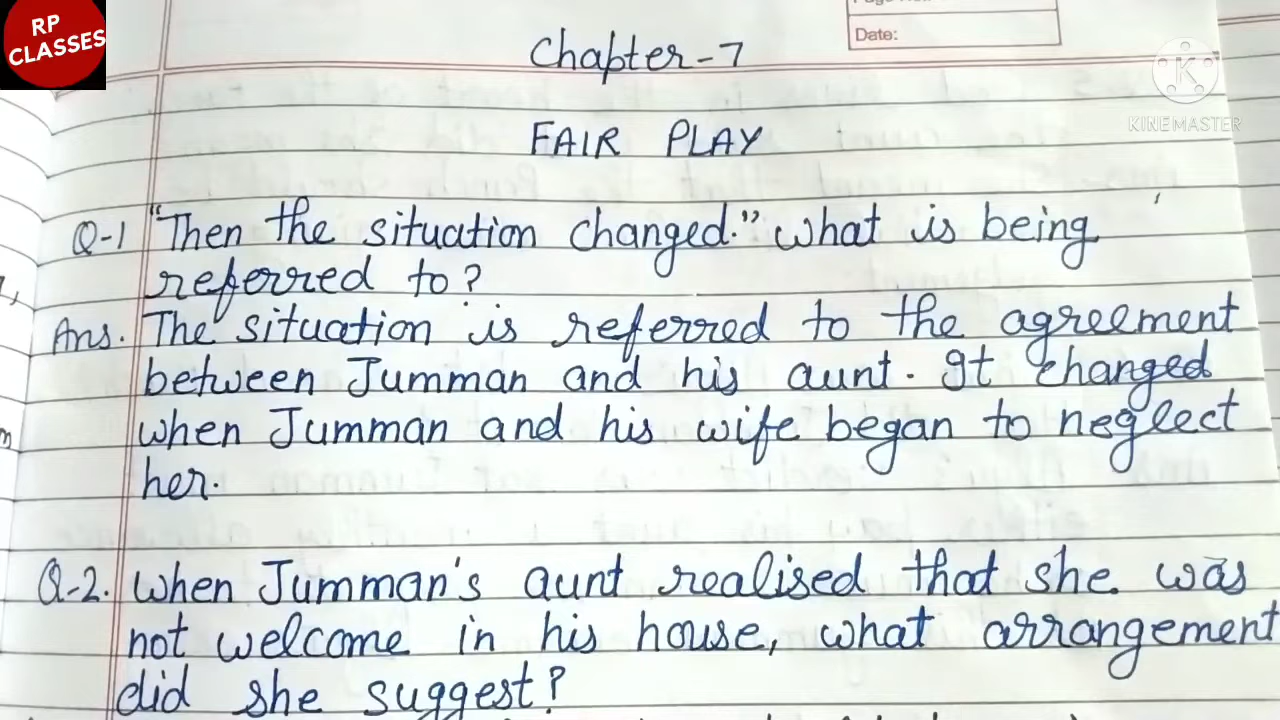 RP
CLASSES
Date:
KINEMASTER
Chapter-7
FAIR PLAY
Q-1 "Then the situation changed." What is being
referred to?
Ans. The situation is referred to the agreement
between Jumman and his aunt. It changed
when Jumman and his wife began to neglect
her.
Q-2. When Jumman's aunt realised that she was
not welcome in his house, what arrangement
did she suggest?